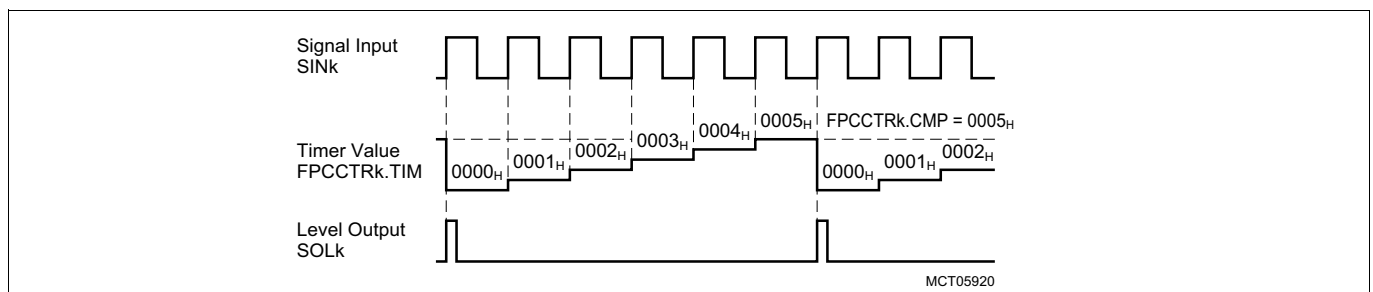 Signal Input
SINk
Timer Value
FPCCTRk.TIM
0000H
0001H
0002H
0003H
0004H
0005H
FPCCTRk.CMP = 0005H
0000H
0001H
0002H
Level Output
SOLk
MCT05920